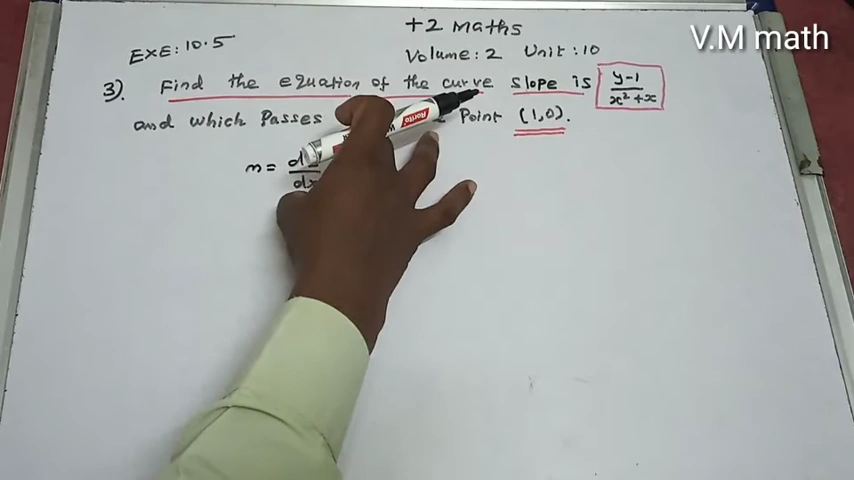 +2 Maths
V.M math
EXE: 10.5
Volume: 2 Unit: 10
3). Find the equation of the curve slope is y-1/x²+x
and which Passes Point (1,0).
m =
Rorito